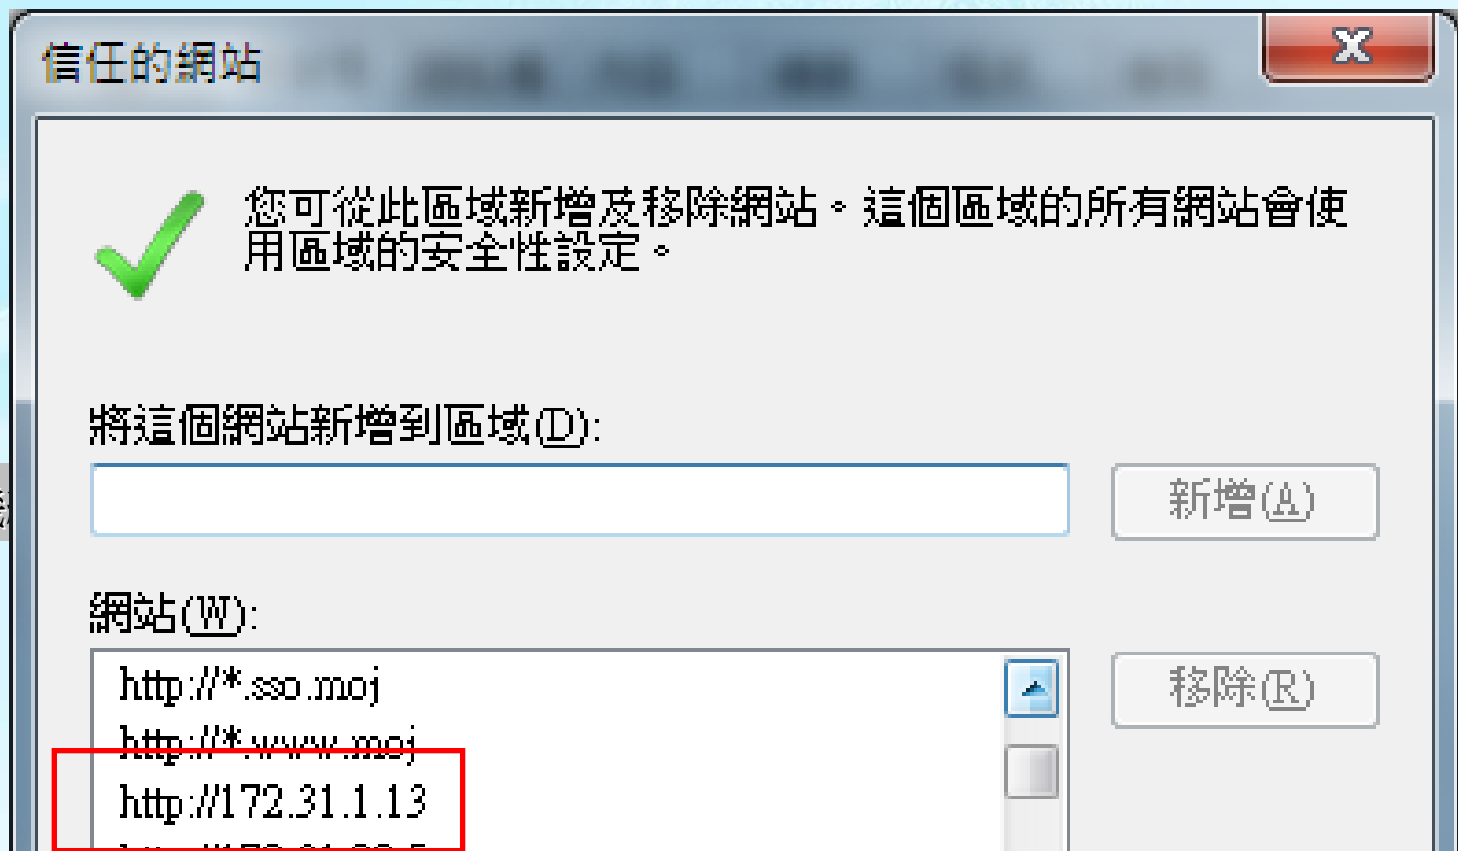 信任的網站
您可從此區域新增及移除網站。這個區域的所有網站會使
用區域的安全性設定。
將這個網站新增到區域(D):
新增(A)
網站(W):
http://*.sso.moj
移除(R)
http://*.www.moj
http://172.31.1.13